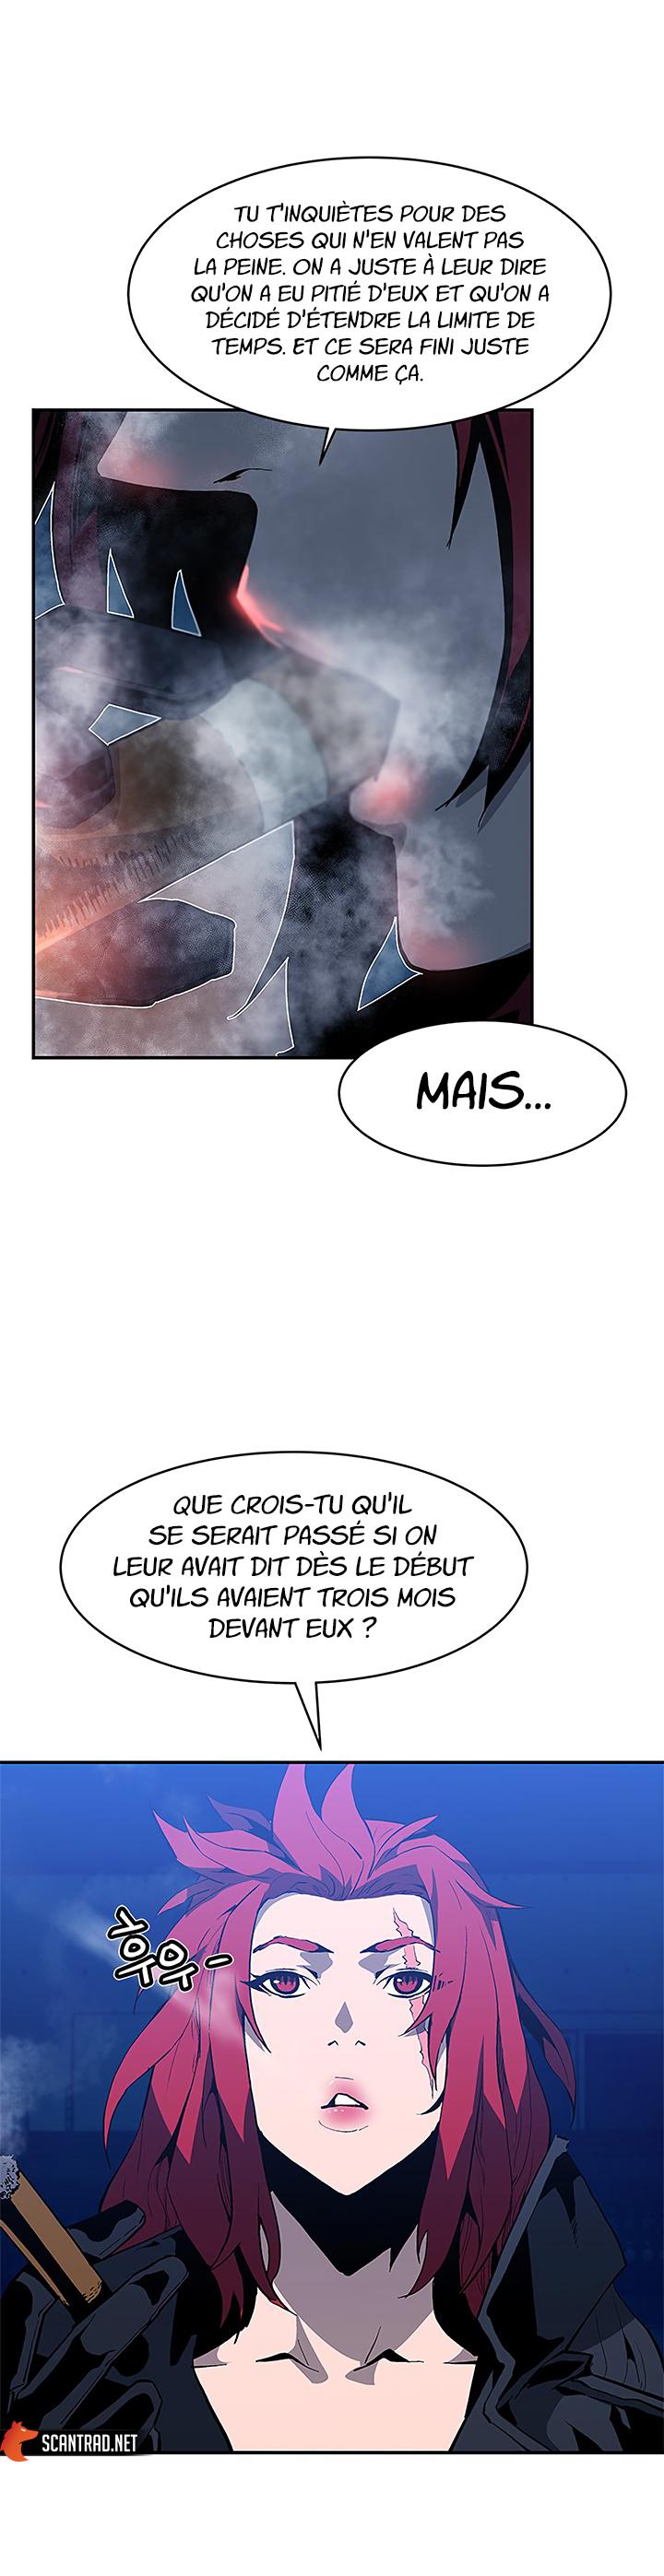 TU T'INQUIÈTES POUR DES
CHOSES QUI N'EN VALENT PAS
LA PEINE. ON A JUSTE À LEUR DIRE
QU'ON A EU PITIÉ D'EUX ET QU'ON A
DÉCIDÉ D'ÉTENDRE LA LIMITE DE
TEMPS. ET CE SERA FINI JUSTE
COMME ÇA.
MAIS...
QUE CROIS-TU QU'IL
SE SERAIT PASSÉ SI ON
LEUR AVAIT DIT DÈS LE DÉBUT
QU'ILS AVAIENT TROIS MOIS
DEVANT EUX ?
후우-
SCANTRAD.NET